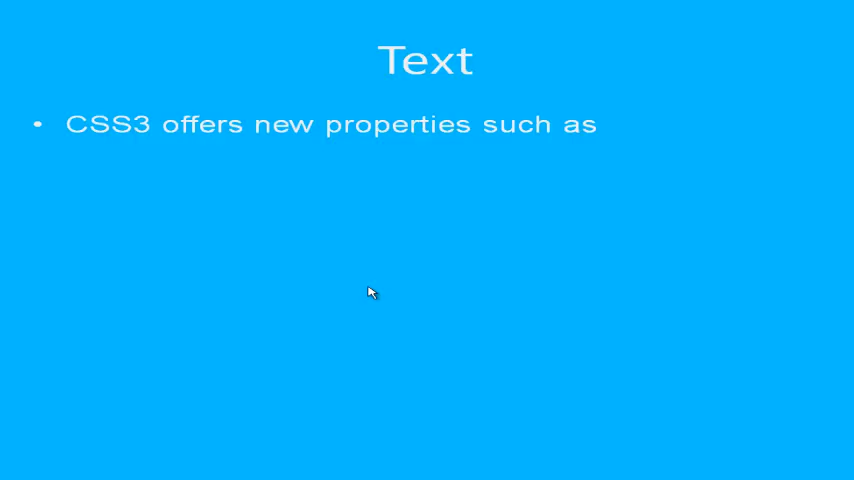 Text
• CSS3 offers new properties such as